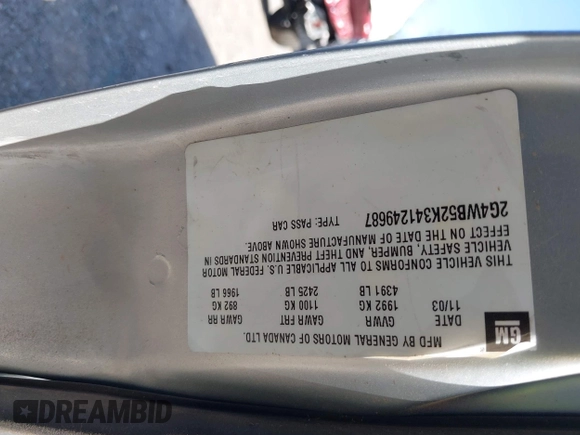 MFD BY GENERAL MOTORS OF CANADA LTD.
GM
DATE GVWR GAWR FRT GAWR RR
11/03 1992 KG 1100 KG 892 KG
4391 LB 2425 LB 1966 LB
THIS VEHICLE CONFORMS TO ALL APPLICABLE U.S. FEDERAL MOTOR
VEHICLE SAFETY, BUMPER, AND THEFT PREVENTION STANDARDS IN
EFFECT ON THE DATE OF MANUFACTURE SHOWN ABOVE.
2G4WB52K341249687 TYPE: PASS CAR
DREAMBID